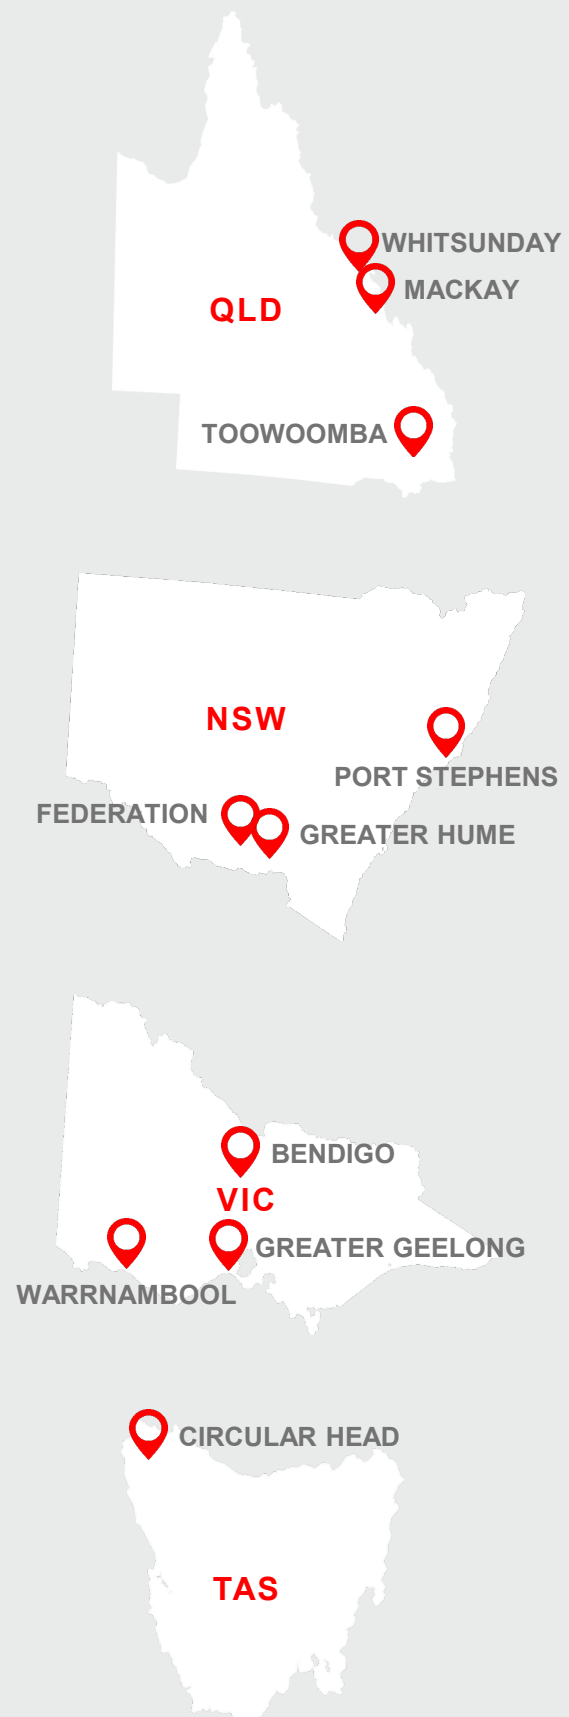 WHITSUNDAY
MACKAY
QLD
TOOWOOMBA
NSW
PORT STEPHENS
FEDERATION
GREATER HUME
BENDIGO
VIC
GREATER GEELONG
WARRNAMBOOL
CIRCULAR HEAD
TAS